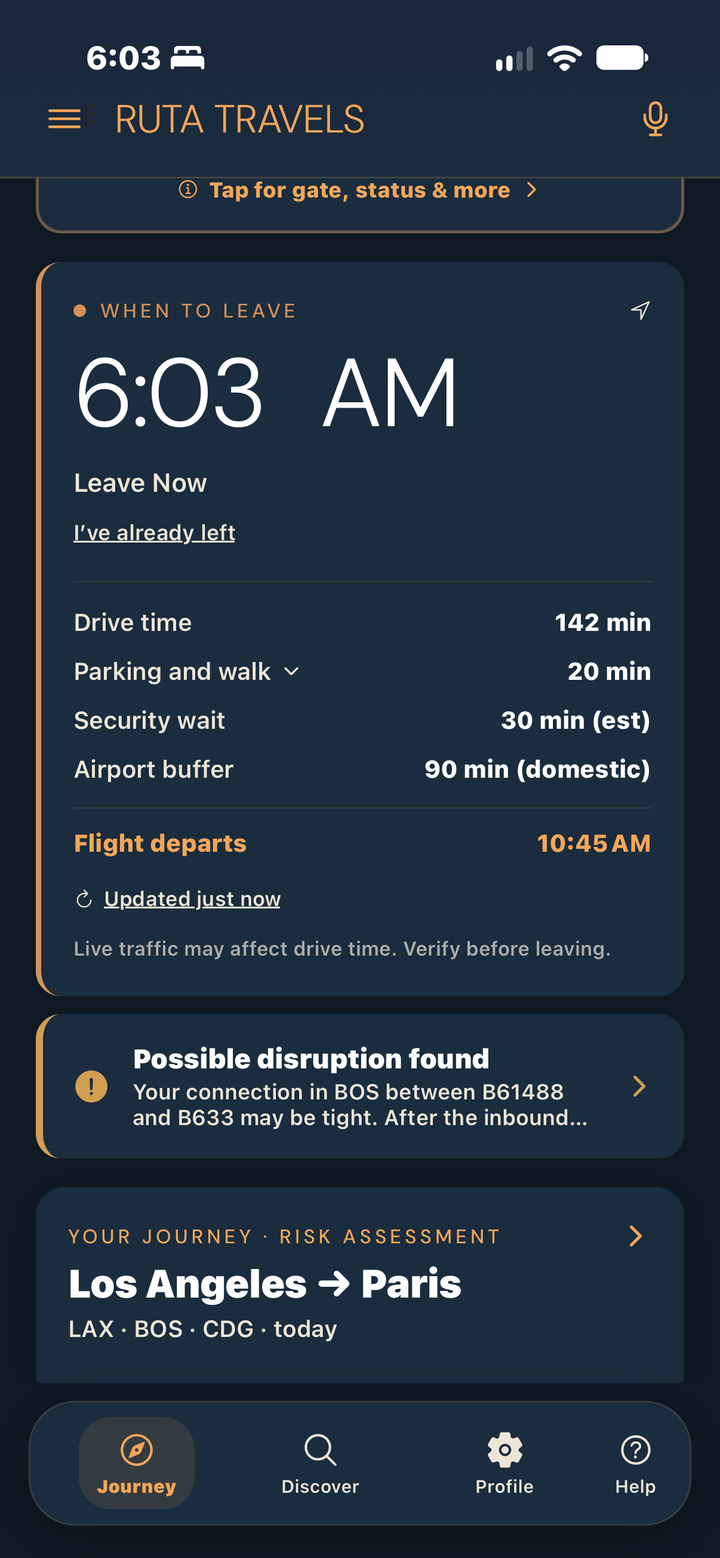 6:03
RUTA TRAVELS
Tap for gate, status & more
WHEN TO LEAVE
6:03 AM
Leave Now
I’ve already left
Drive time 142 min
Parking and walk 20 min
Security wait 30 min (est)
Airport buffer 90 min (domestic)
Flight departs 10:45 AM
Updated just now
Live traffic may affect drive time. Verify before leaving.
Possible disruption found
Your connection in BOS between B61488
and B633 may be tight. After the inbound...
YOUR JOURNEY · RISK ASSESSMENT
Los Angeles → Paris
LAX · BOS · CDG · today
Journey Discover Profile Help